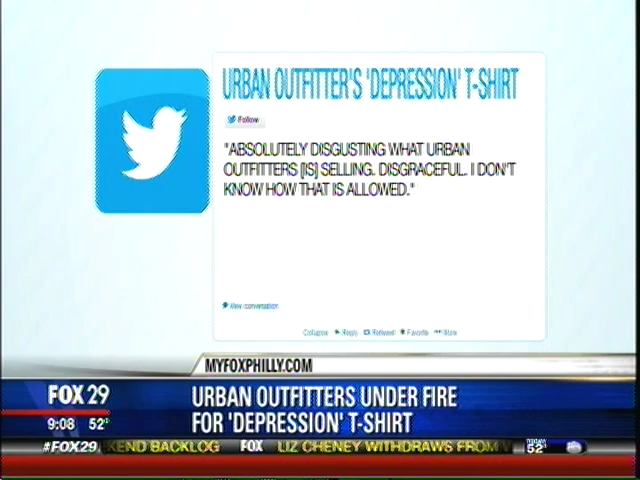 URBAN OUTFITTER'S 'DEPRESSION' T-SHIRT
Follow
"ABSOLUTELY DISGUSTING WHAT URBAN
OUTFITTERS [IS] SELLING. DISGRACEFUL. I DON'T
KNOW HOW THAT IS ALLOWED."
View conversation
Collapse Reply Retweet Favorite More
MYFOXPHILLY.COM
FOX 29
URBAN OUTFITTERS UNDER FIRE
FOR 'DEPRESSION' T-SHIRT
9:08 52°
#FOX29 KEND BACKLOG FOX LIZ CHENEY WITHDRAWS FROM
TODAY
52°